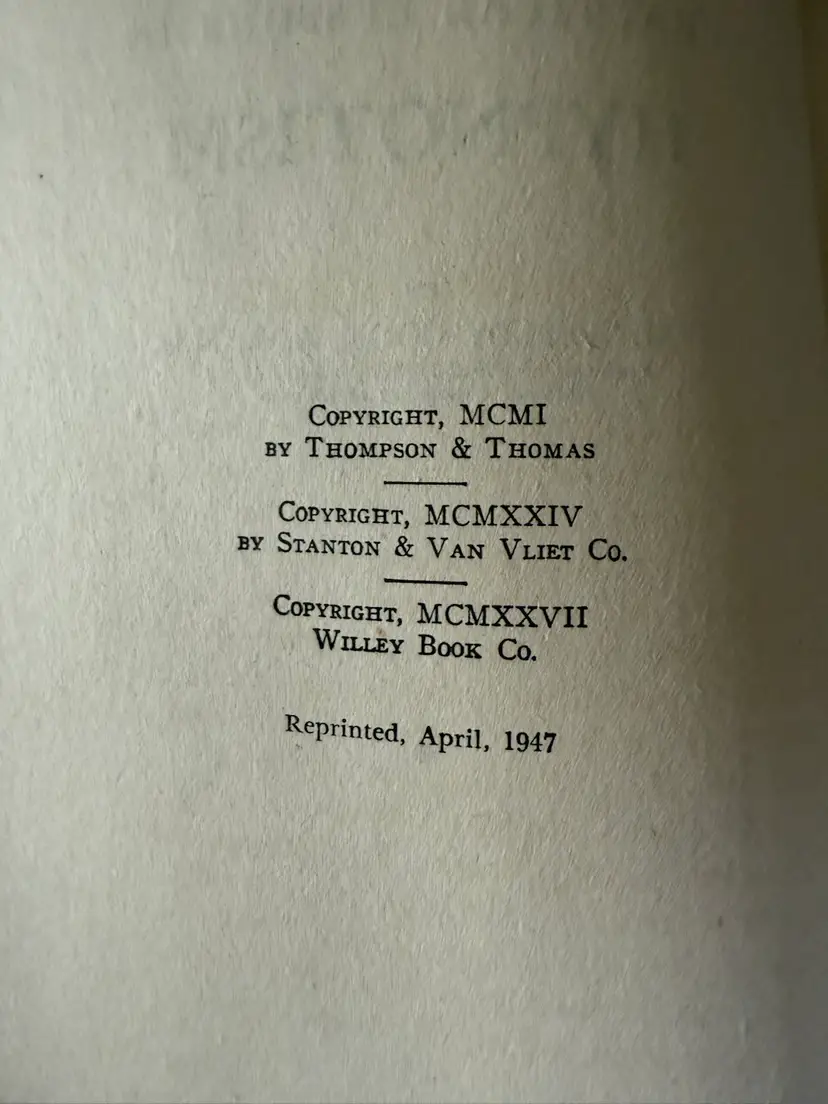 Copyright, MCMI
by Thompson & Thomas
Copyright, MCMXXIV
by Stanton & Van Vliet Co.
Copyright, MCMXXVII
Willey Book Co.
Reprinted, April, 1947